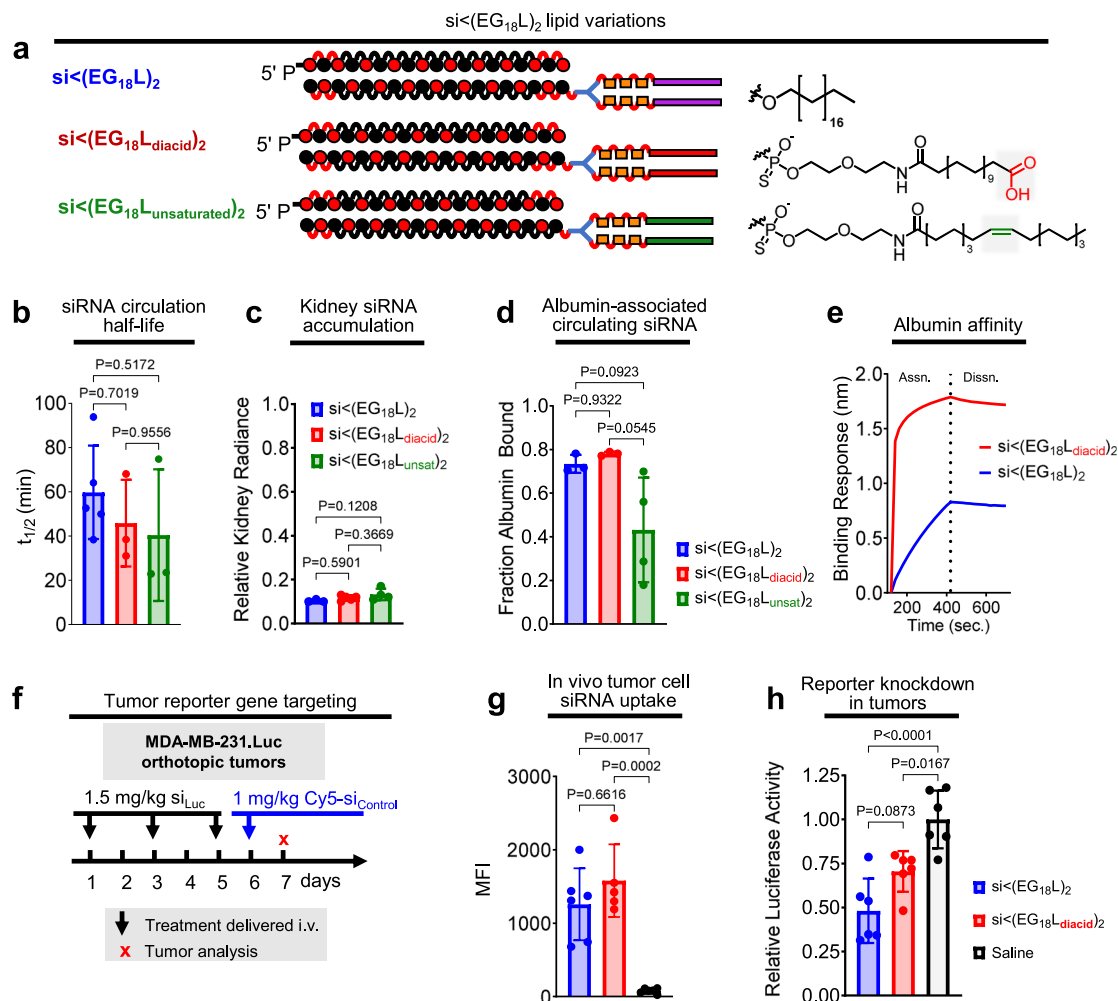 si<(EG18L)2 lipid variations
a
si<(EG18L)2
5' P
O
16
si<(EG18Ldiacid)2
5' P
O-
P
S
O
O
N
H
O
9
O
OH
si<(EG18Lunsaturated)2
5' P
O-
P
S
O
O
N
H
O
3
3
b
siRNA circulation
half-life
P=0.5172
P=0.7019
P=0.9556
t1/2 (min)
100
80
60
40
20
0
c
Kidney siRNA
accumulation
Relative Kidney Radiance
1.0
0.8
0.6
0.4
0.2
0
si<(EG18L)2
si<(EG18Ldiacid)2
si<(EG18Lunsat)2
P=0.1208
P=0.3669
P=0.5901
d
Albumin-associated
circulating siRNA
P=0.0923
P=0.9322
P=0.0545
Fraction Albumin Bound
1.0
0.8
0.6
0.4
0.2
0
si<(EG18L)2
si<(EG18Ldiacid)2
si<(EG18Lunsat)2
e
Albumin affinity
Assn.
Dissn.
Binding Response (nm)
2.0
1.5
1.0
0.5
0
200
400
600
Time (sec.)
si<(EG18Ldiacid)2
si<(EG18L)2
f
Tumor reporter gene targeting
MDA-MB-231.Luc
orthotopic tumors
1.5 mg/kg siLuc
1 mg/kg Cy5-siControl
x
1 2 3 4 5 6 7 days
Treatment delivered i.v.
x Tumor analysis
g
In vivo tumor cell
siRNA uptake
P=0.0017
P=0.0002
P=0.6616
MFI
3000
2000
1000
0
h
Reporter knockdown
in tumors
P<0.0001
P=0.0167
P=0.0873
Relative Luciferase Activity
1.25
1.00
0.75
0.50
0.25
0.00
si<(EG18L)2
si<(EG18Ldiacid)2
Saline